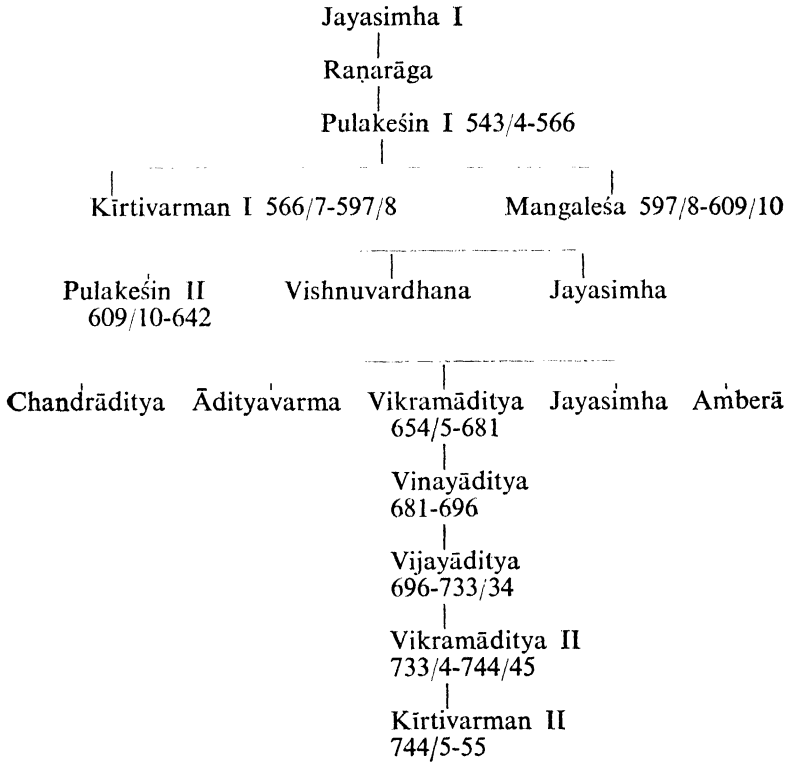 Jayasimha I
Raṇarāga
Pulakeśin I 543/4-566
Kīrtivarman I 566/7-597/8 Mangaleśa 597/8-609/10
Pulakeśin II Vishnuvardhana Jayasimha
609/10-642
Chandrāditya Ādityavarma Vikramāditya Jayasimha Amberā
654/5-681
Vinayāditya
681-696
Vijayāditya
696-733/34
Vikramāditya II
733/4-744/45
Kīrtivarman II
744/5-55